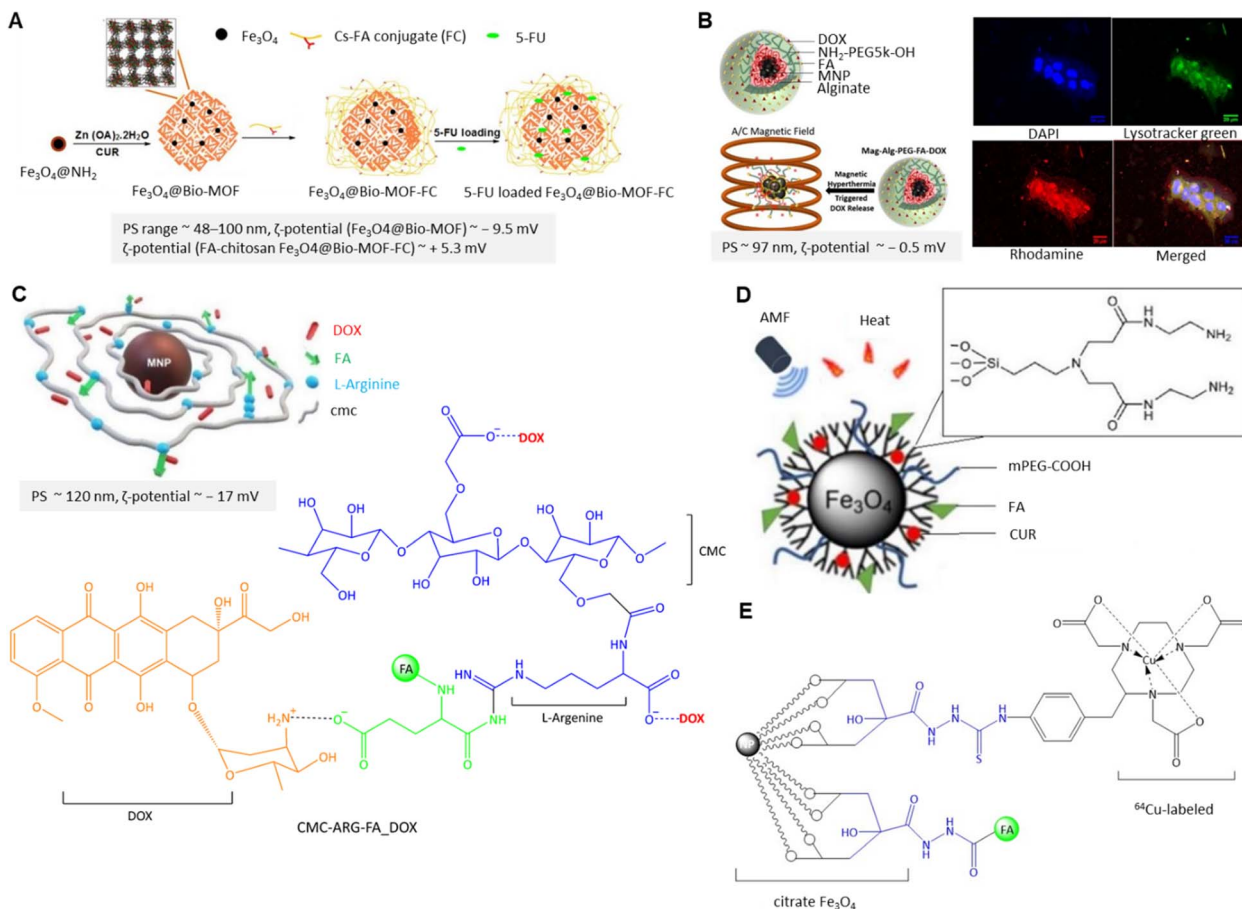 A
Fe₃O₄
Cs-FA conjugate (FC)
5-FU
Zn (OA)₂.2H₂O
CUR
5-FU loading
Fe₃O₄@NH₂
Fe₃O₄@Bio-MOF
Fe₃O₄@Bio-MOF-FC
5-FU loaded Fe₃O₄@Bio-MOF-FC
PS range ~ 48–100 nm, ζ-potential (Fe3O4@Bio-MOF) ~ – 9.5 mV
ζ-potential (FA-chitosan Fe3O4@Bio-MOF-FC) ~ + 5.3 mV
B
DOX
NH₂-PEG5k-OH
FA
MNP
Alginate
A/C Magnetic Field
Mag-Alg-PEG-FA-DOX
Magnetic
Hyperthermia
Triggered
DOX Release
PS ~ 97 nm, ζ-potential ~ – 0.5 mV
DAPI
Lysotracker green
Rhodamine
Merged
C
MNP
DOX
FA
L-Arginine
cmc
PS ~ 120 nm, ζ-potential ~ – 17 mV
DOX
CMC
FA
L-Arginine
DOX
DOX
CMC-ARG-FA_DOX
D
AMF
Heat
Fe₃O₄
mPEG-COOH
FA
CUR
E
Cu
⁶⁴Cu-labeled
FA
citrate Fe₃O₄